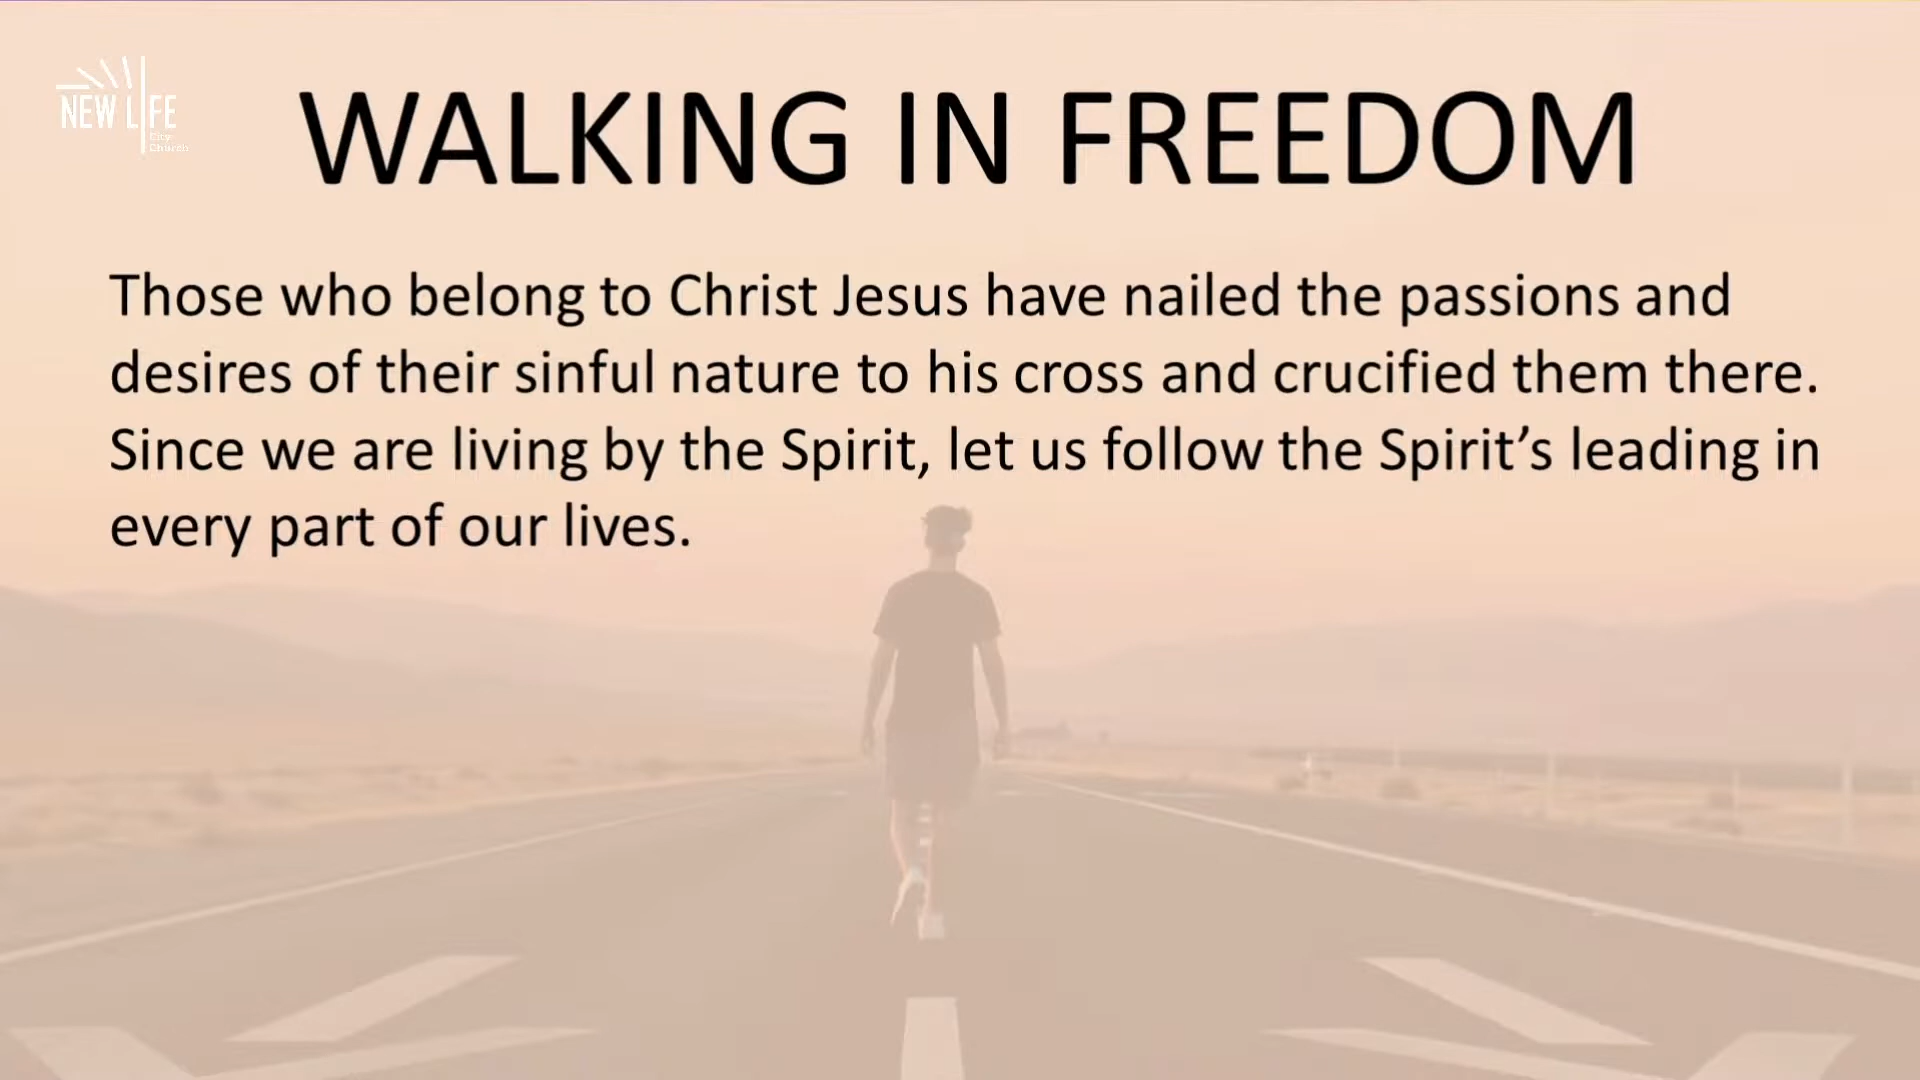 NEW LIFE
City
Church
WALKING IN FREEDOM
Those who belong to Christ Jesus have nailed the passions and
desires of their sinful nature to his cross and crucified them there.
Since we are living by the Spirit, let us follow the Spirit’s leading in
every part of our lives.